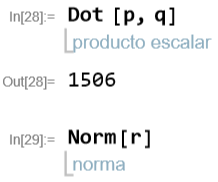 In[28]:= Dot [p, q]
producto escalar
Out[28]= 1506
In[29]:= Norm[r]
norma